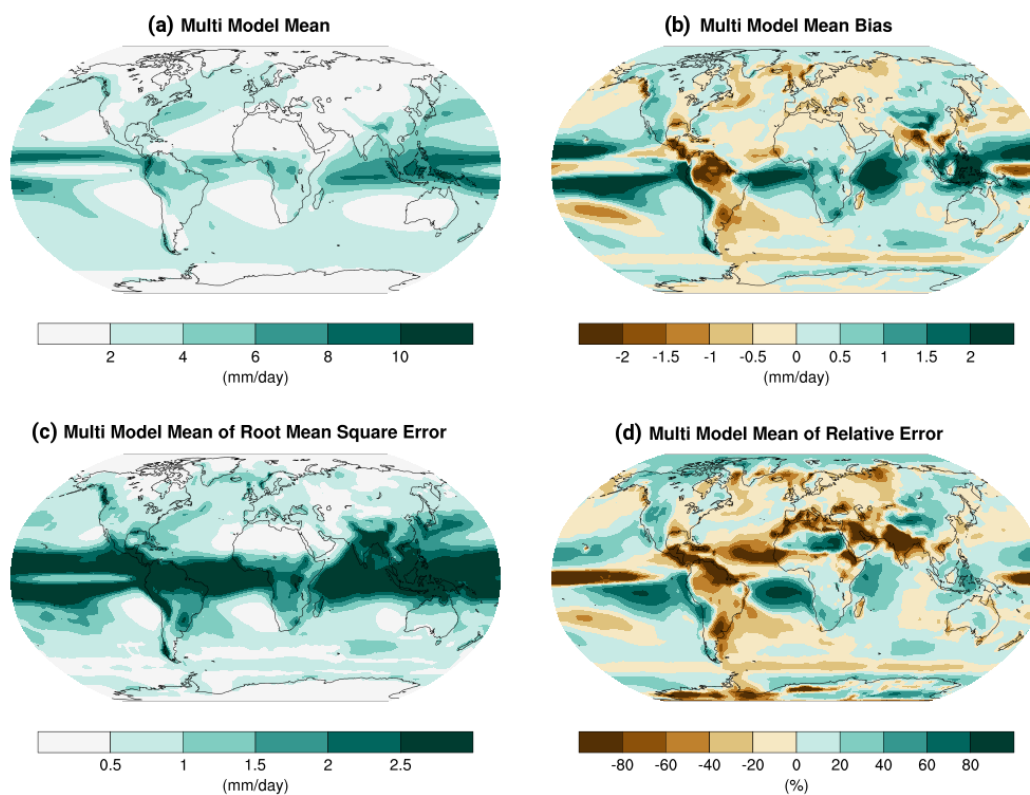 (a) Multi Model Mean
(b) Multi Model Mean Bias
2 4 6 8 10
(mm/day)
-2 -1.5 -1 -0.5 0 0.5 1 1.5 2
(mm/day)
(c) Multi Model Mean of Root Mean Square Error
(d) Multi Model Mean of Relative Error
0.5 1 1.5 2 2.5
(mm/day)
-80 -60 -40 -20 0 20 40 60 80
(%)